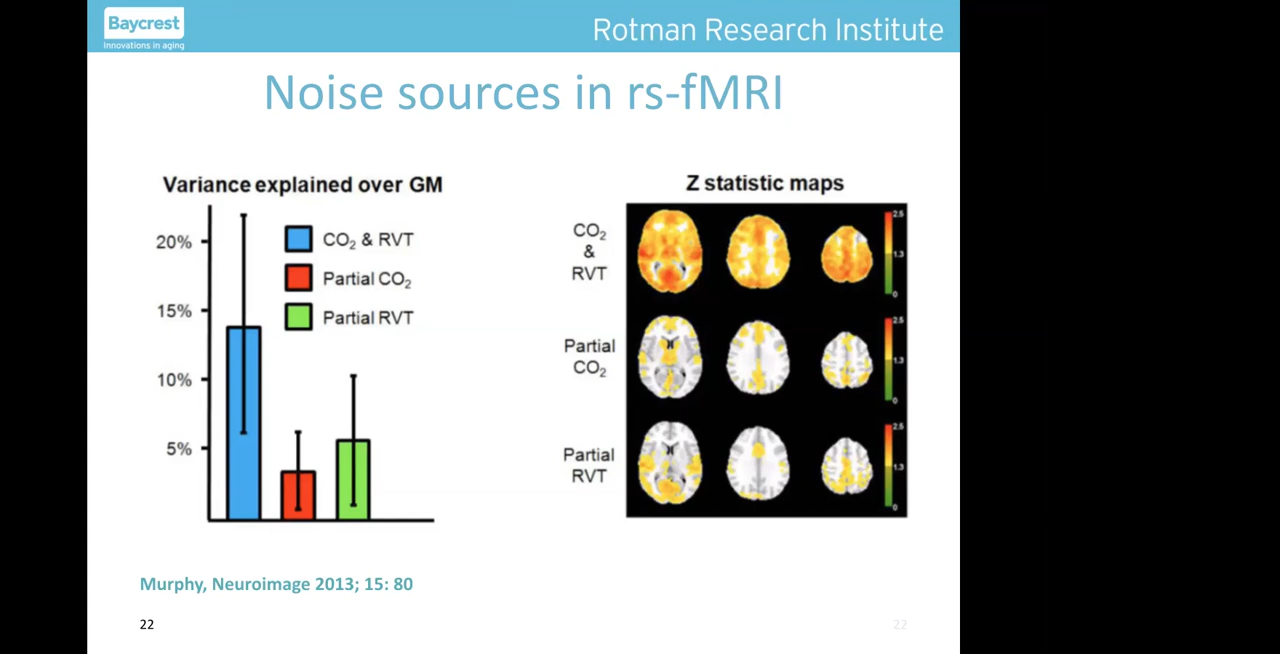 Baycrest
Innovations in aging
Rotman Research Institute
Noise sources in rs-fMRI
Variance explained over GM
20%
15%
10%
5%
CO₂ & RVT
Partial CO₂
Partial RVT
Z statistic maps
CO₂
&
RVT
Partial
CO₂
Partial
RVT
2.5
1.3
0
2.5
1.3
0
2.5
1.3
0
Murphy, Neuroimage 2013; 15: 80
22
22